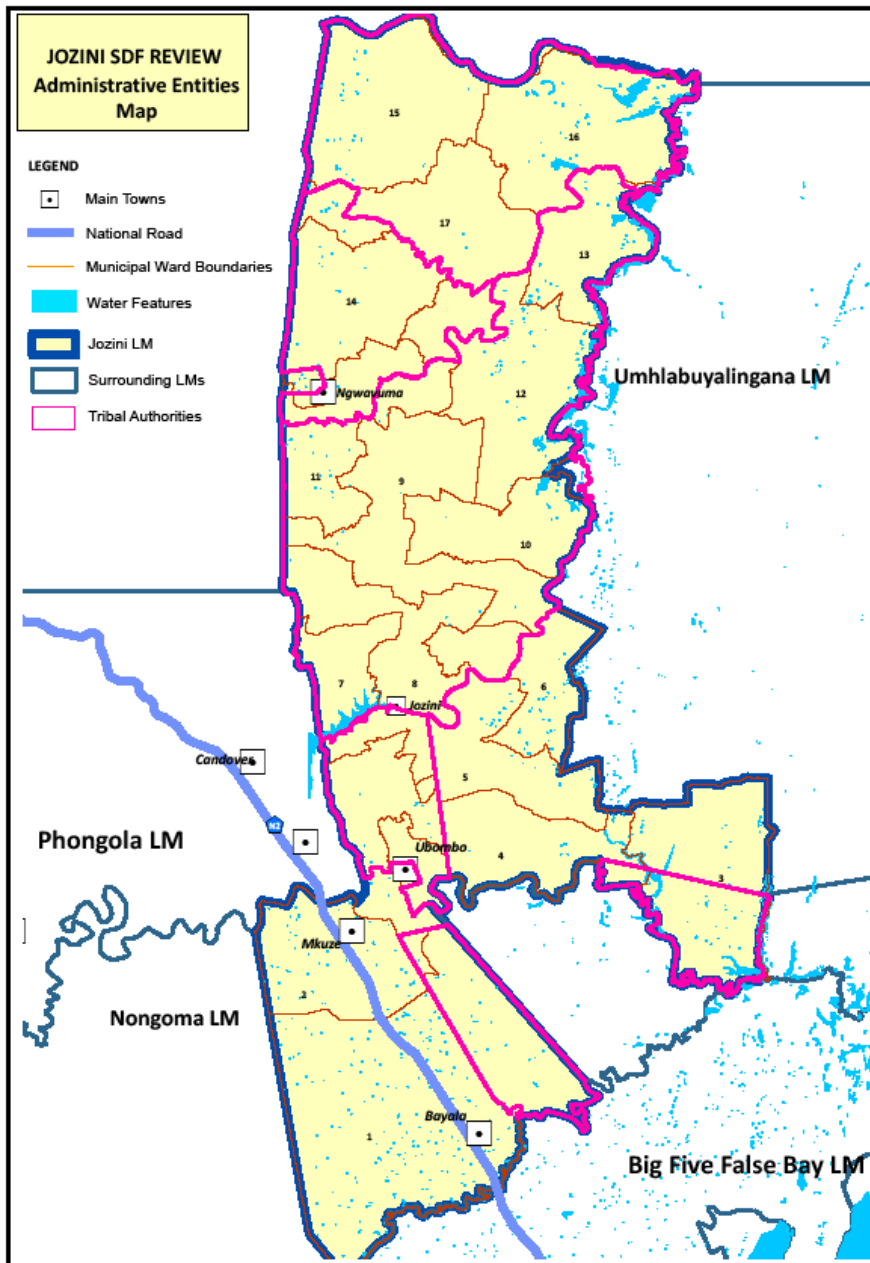 JOZINI SDF REVIEW
Administrative Entities
Map
LEGEND
Main Towns
National Road
Municipal Ward Boundaries
Water Features
Jozini LM
Surrounding LMs
Tribal Authorities
15
16
17
13
14
Ngwavuma
12
Umhlabuyalingana LM
11
9
10
7
8
6
Jozini
Candover
5
N2
Phongola LM
Ubombo
4
3
Mkuze
2
Nongoma LM
Bayala
1
Big Five False Bay LM